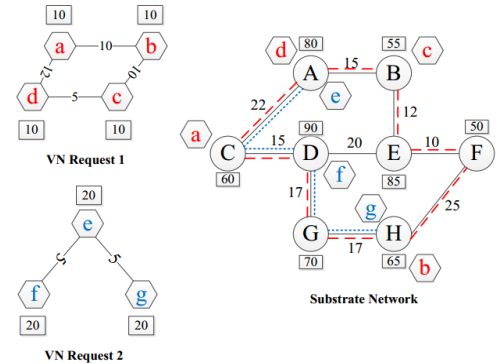 10
10
a
10
b
12
10
d
5
c
10
10
VN Request 1
20
e
5
5
f
g
20
20
VN Request 2
80
55
d
A
15
B
c
e
22
12
a
90
50
C
15
D
20
E
10
F
60
f
85
g
17
25
G
17
H
b
70
65
Substrate Network